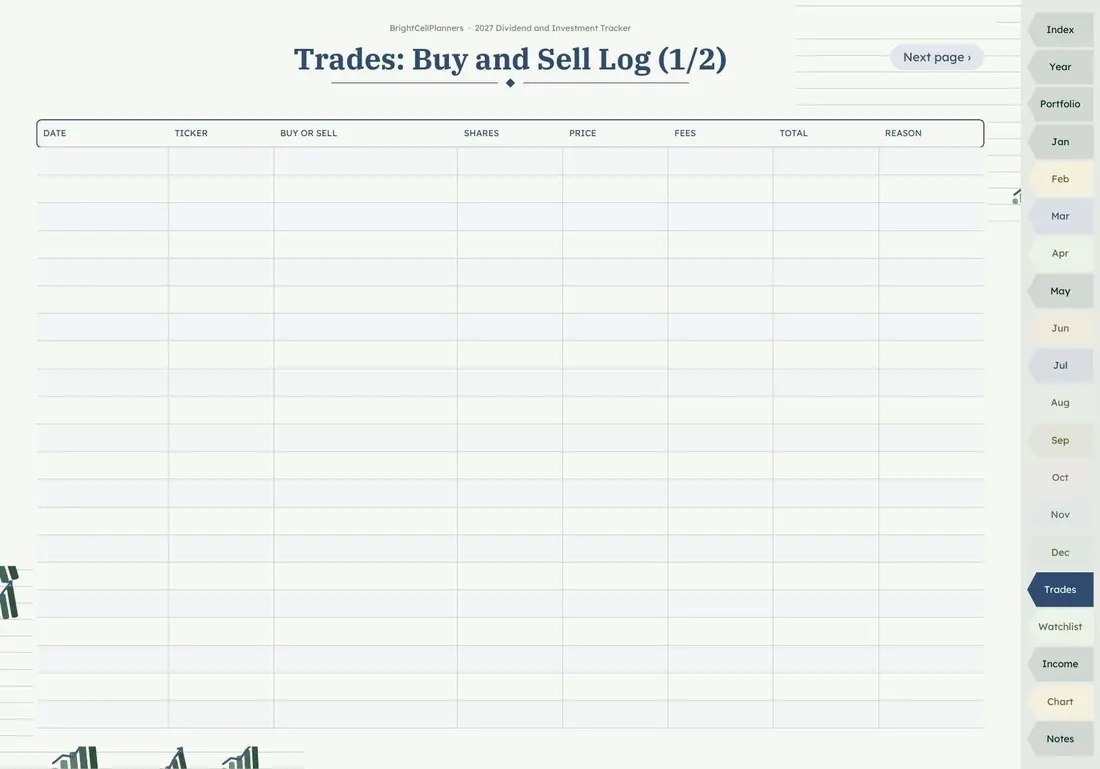 BrightCellPlanners · 2027 Dividend and Investment Tracker
Trades: Buy and Sell Log (1/2)
Next page ›
DATE TICKER BUY OR SELL SHARES PRICE FEES TOTAL REASON
Index
Year
Portfolio
Jan
Feb
Mar
Apr
May
Jun
Jul
Aug
Sep
Oct
Nov
Dec
Trades
Watchlist
Income
Chart
Notes